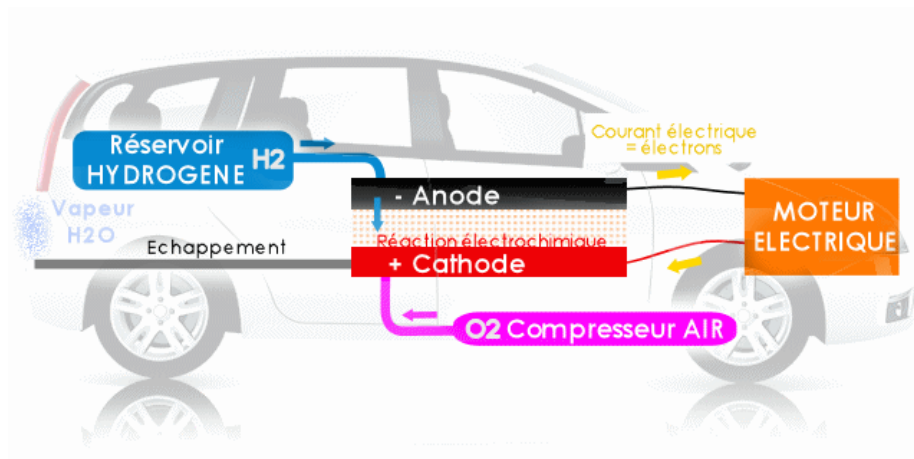 Réservoir
HYDROGENE H2
Courant électrique
= électrons
- Anode
MOTEUR
ELECTRIQUE
Vapeur
H2O
Echappement
Réaction électrochimique
+ Cathode
O2 Compresseur AIR